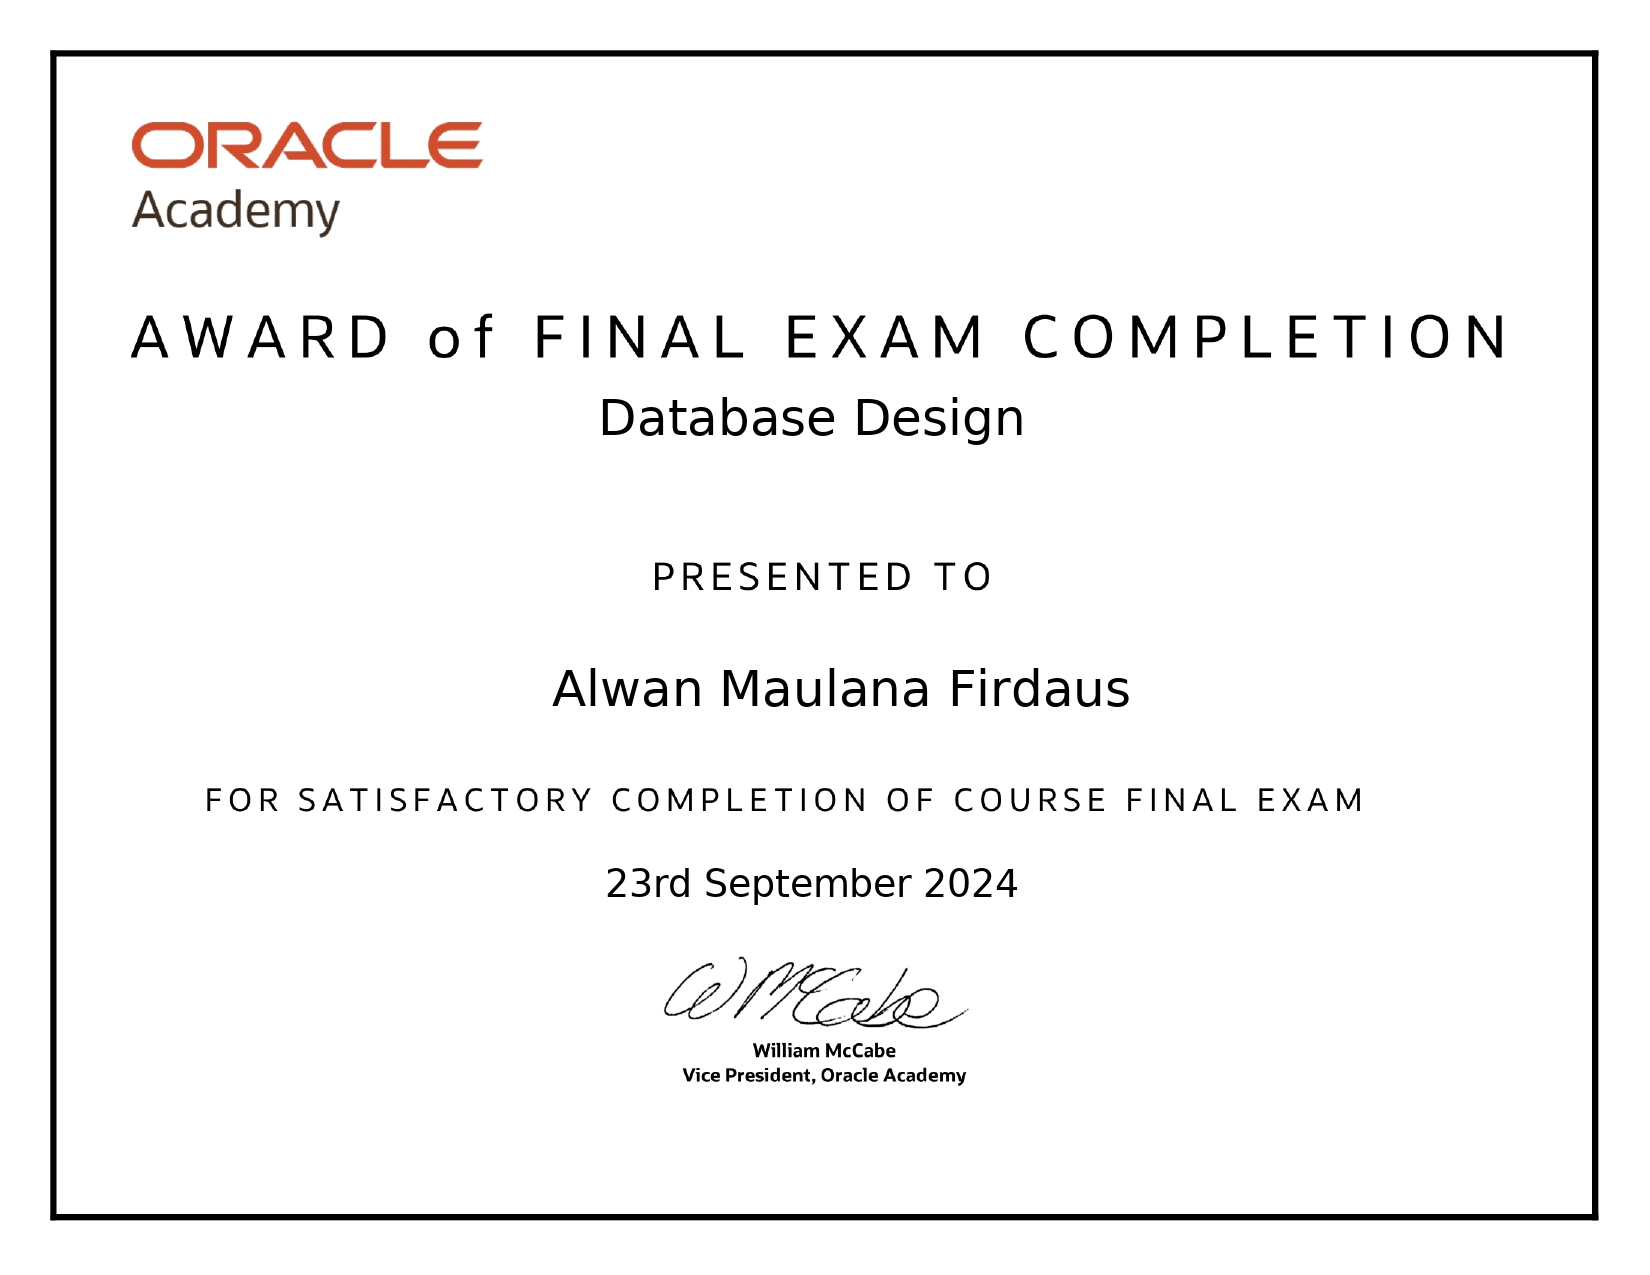 ORACLE
Academy
AWARD of FINAL EXAM COMPLETION
Database Design
PRESENTED TO
Alwan Maulana Firdaus
FOR SATISFACTORY COMPLETION OF COURSE FINAL EXAM
23rd September 2024
W McCabe
William McCabe
Vice President, Oracle Academy